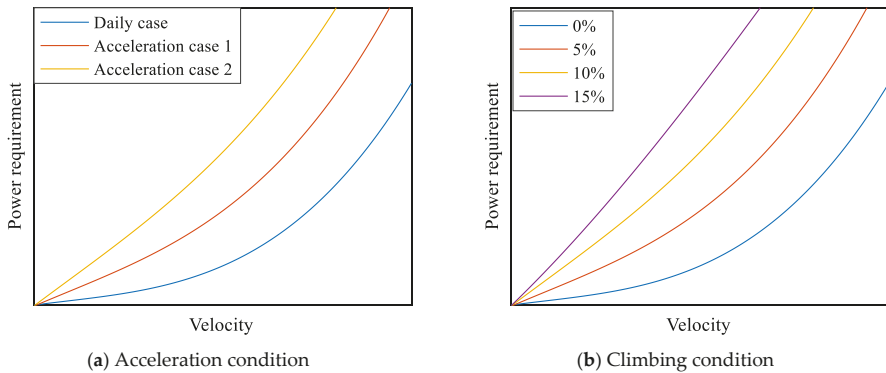 Daily case
Acceleration case 1
Acceleration case 2
Power requirement
Velocity
(a) Acceleration condition
0%
5%
10%
15%
Power requirement
Velocity
(b) Climbing condition